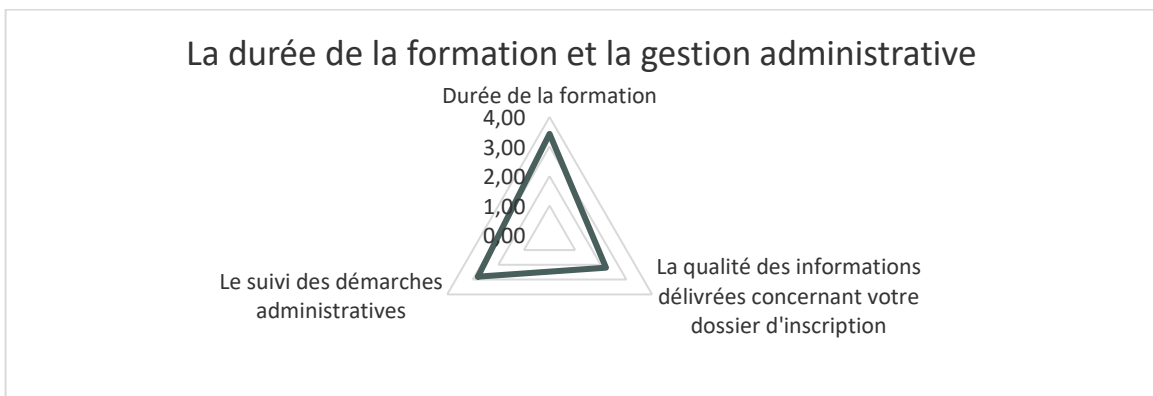 La durée de la formation et la gestion administrative
Durée de la formation
4,00
3,00
2,00
1,00
0,00
La qualité des informations
délivrées concernant votre
dossier d'inscription
Le suivi des démarches
administratives